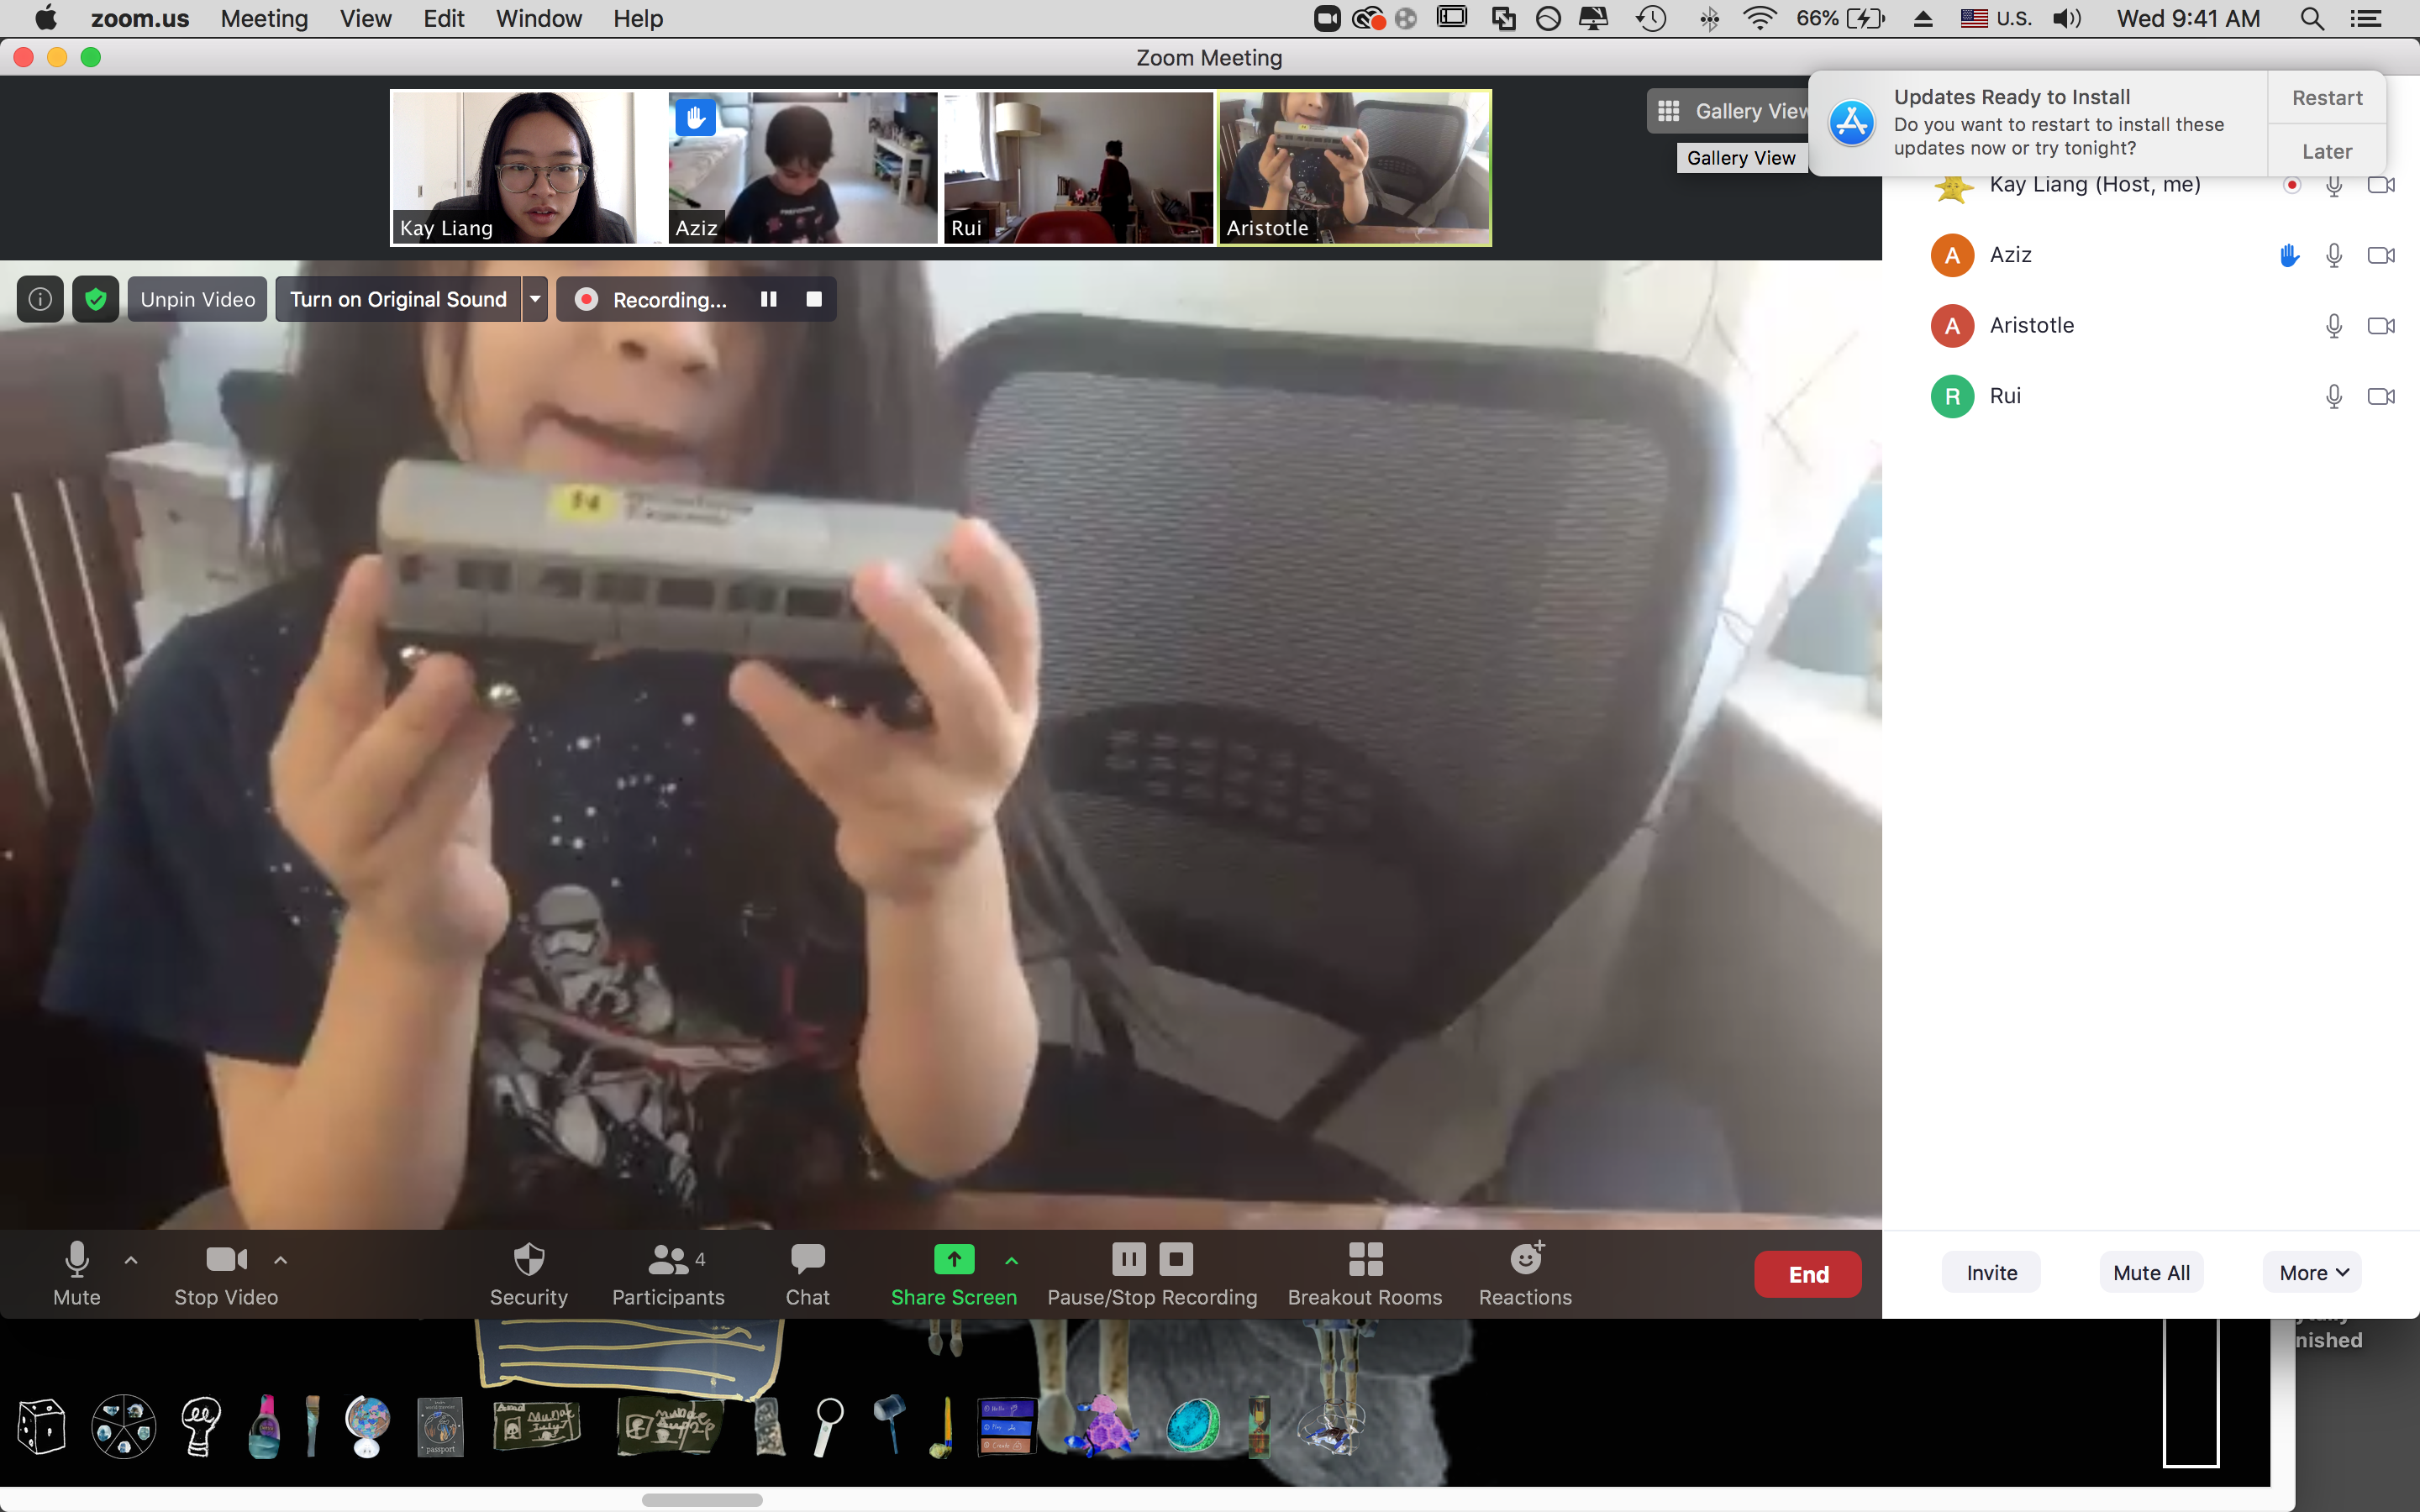 zoom.us Meeting View Edit Window Help
66% U.S. Wed 9:41 AM
Zoom Meeting
Updates Ready to Install
Do you want to restart to install these
updates now or try tonight?
Restart
Later
Gallery View
Gallery View
Kay Liang
Aziz
Rui
Aristotle
Kay Liang (Host, me)
A Aziz
A Aristotle
R Rui
Unpin Video
Turn on Original Sound
Recording...
Mute
Stop Video
Security
4
Participants
Chat
Share Screen
Pause/Stop Recording
Breakout Rooms
Reactions
End
Invite
Mute All
More
nished
passport